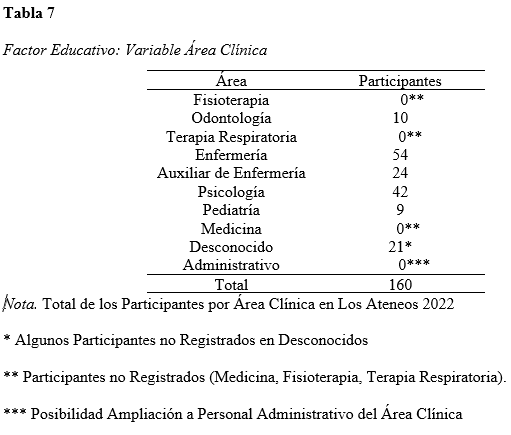 Tabla 7
Factor Educativo: Variable Área Clínica
Área Participantes
Fisioterapia 0**
Odontología 10
Terapia Respiratoria 0**
Enfermería 54
Auxiliar de Enfermería 24
Psicología 42
Pediatría 9
Medicina 0**
Desconocido 21*
Administrativo 0***
Total 160
Nota. Total de los Participantes por Área Clínica en Los Ateneos 2022
* Algunos Participantes no Registrados en Desconocidos
** Participantes no Registrados (Medicina, Fisioterapia, Terapia Respiratoria).
*** Posibilidad Ampliación a Personal Administrativo del Área Clínica